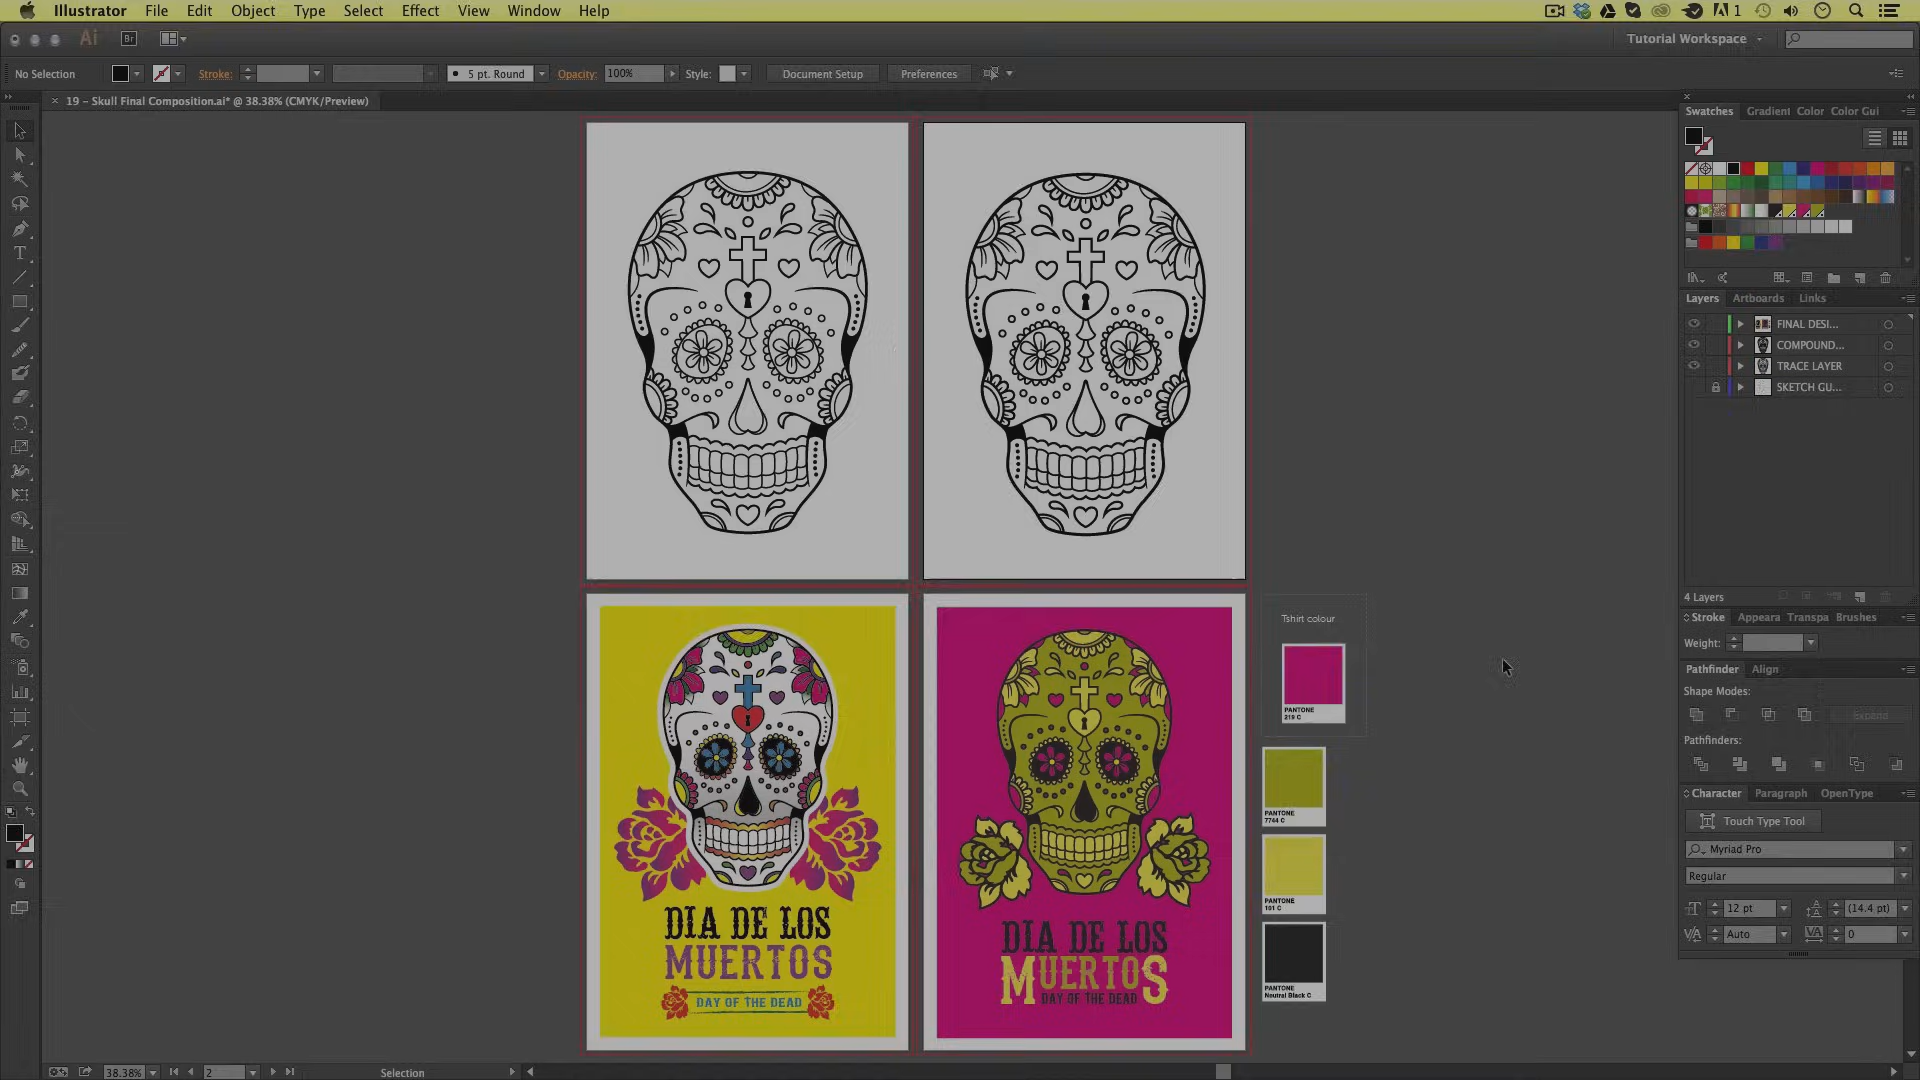 Illustrator File Edit Object Type Select Effect View Window Help
1
Ai Br Tutorial Workspace
No Selection Stroke: 5 pt. Round Opacity: 100% Style: Document Setup Preferences
× 19 - Skull Final Composition.ai* @ 38.38% (CMYK/Preview)
Swatches Gradient Color Color Gui
Layers Artboards Links
FINAL DESI...
COMPOUND...
TRACE LAYER
SKETCH GU...
4 Layers
Stroke Appeara Transpa Brushes
Weight:
Pathfinder Align
Shape Modes:
Expand
Pathfinders:
Character Paragraph OpenType
Touch Type Tool
Myriad Pro
Regular
12 pt (14.4 pt)
Auto 0
DIA DE LOS
MUERTOS
DAY OF THE DEAD
DIA DE LOS
MUERTOS
DAY OF THE DEAD
Tshirt colour
PANTONE
219 C
PANTONE
7744 C
PANTONE
101 C
PANTONE
Neutral Black C
38.38% 2 Selection